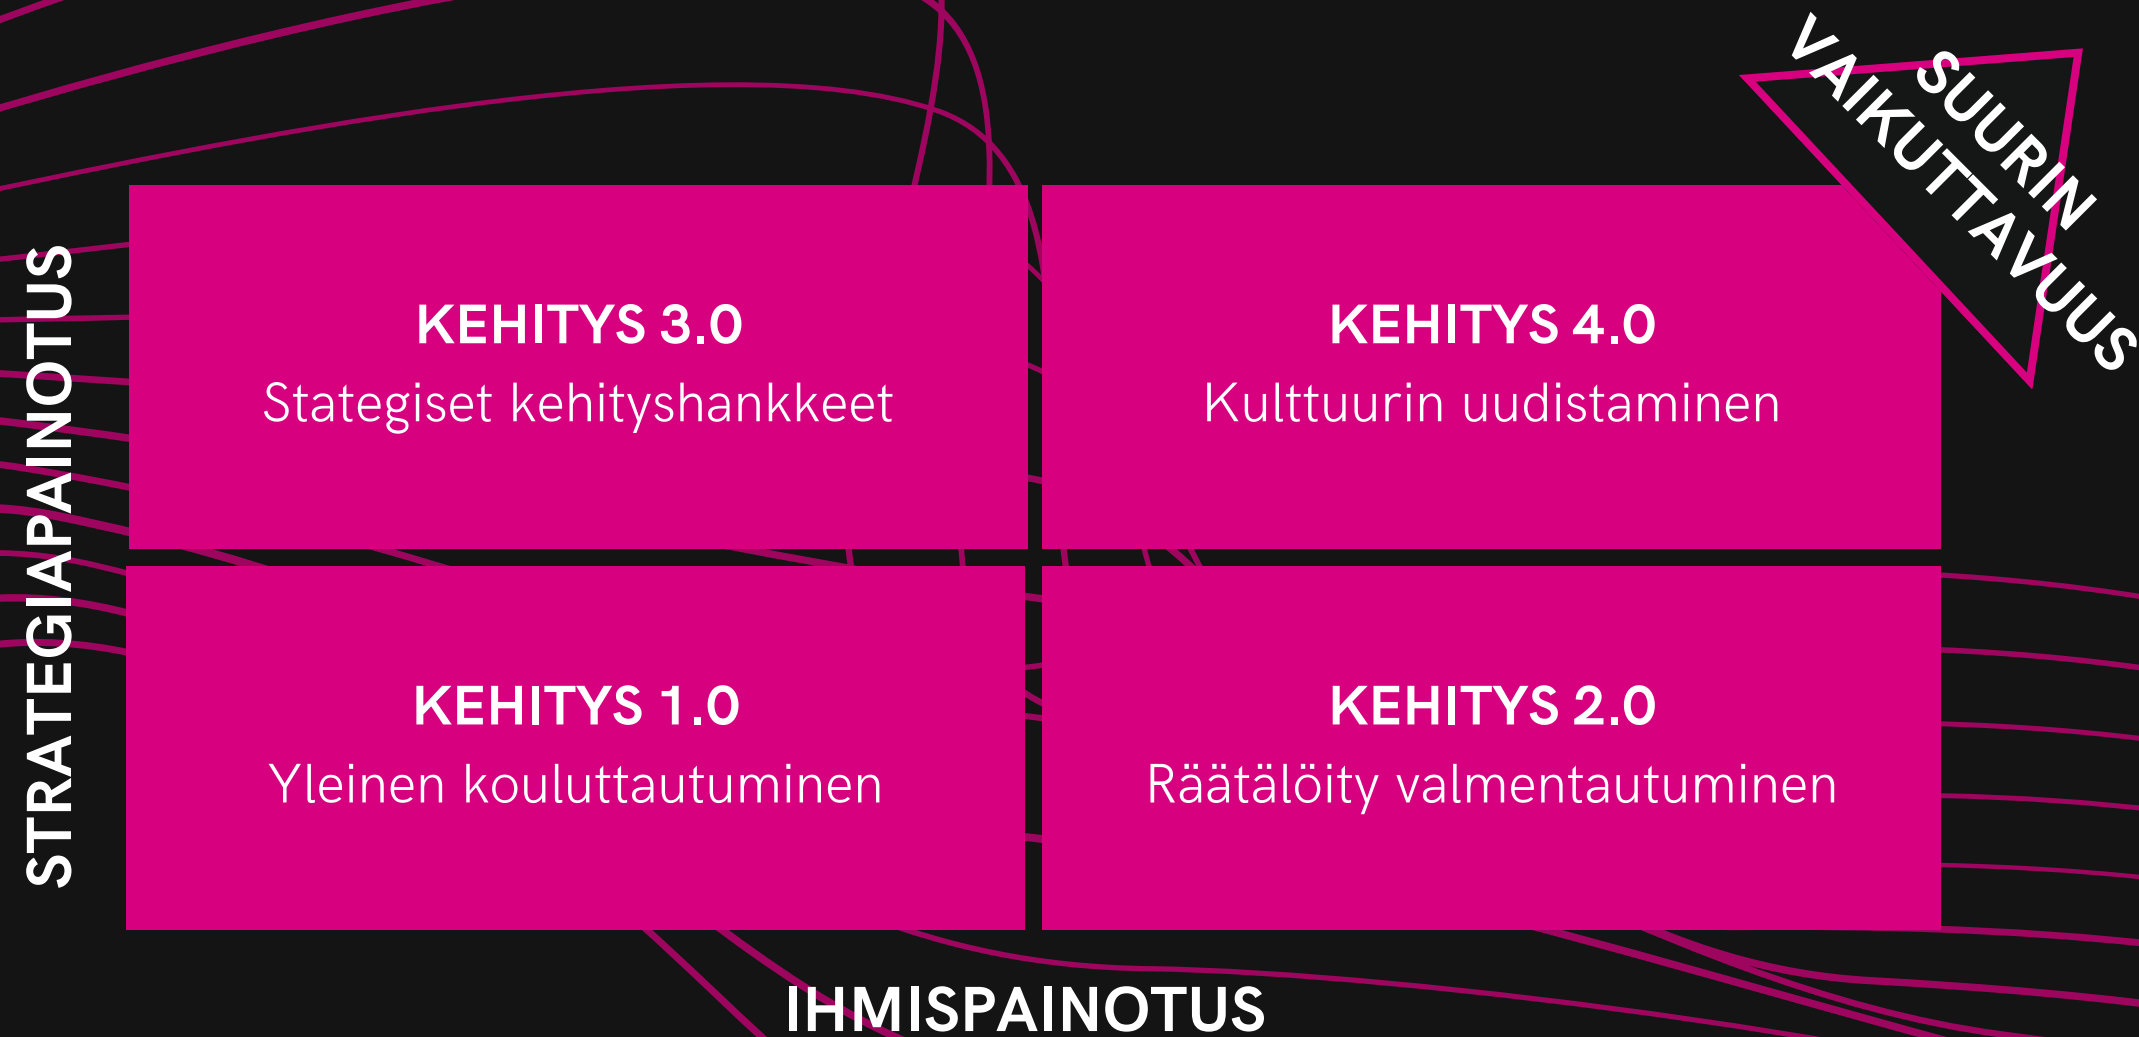 SUURIN
VAIKUTTAVUUS
STRATEGIAPAINOTUS
KEHITYS 3.0
Stategiset kehityshankkeet
KEHITYS 4.0
Kulttuurin uudistaminen
KEHITYS 1.0
Yleinen kouluttautuminen
KEHITYS 2.0
Räätälöity valmentautuminen
IHMISPAINOTUS